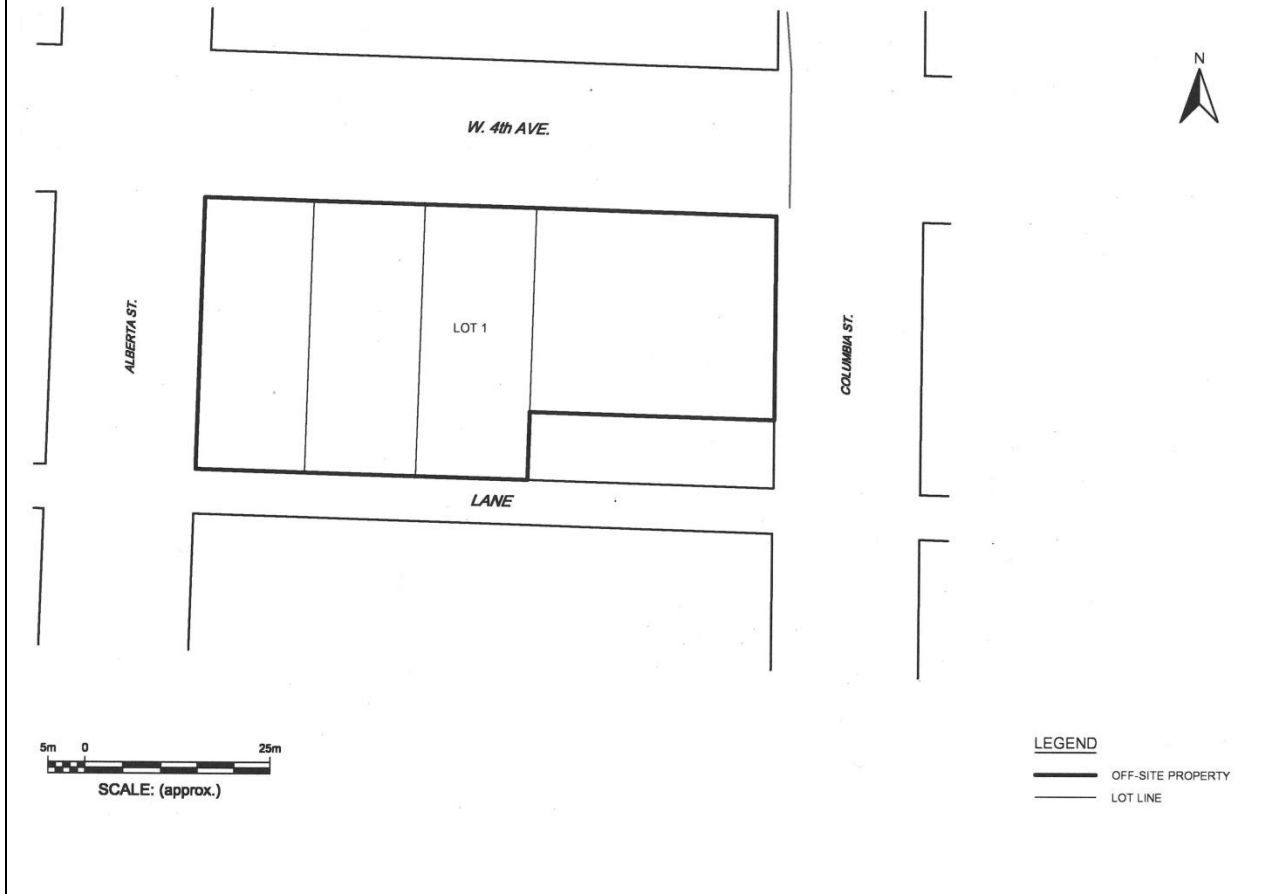 N
W. 4th AVE.
ALBERTA ST.
LOT 1
COLUMBIA ST.
LANE
5m 0 25m
SCALE: (approx.)
LEGEND
OFF-SITE PROPERTY
LOT LINE